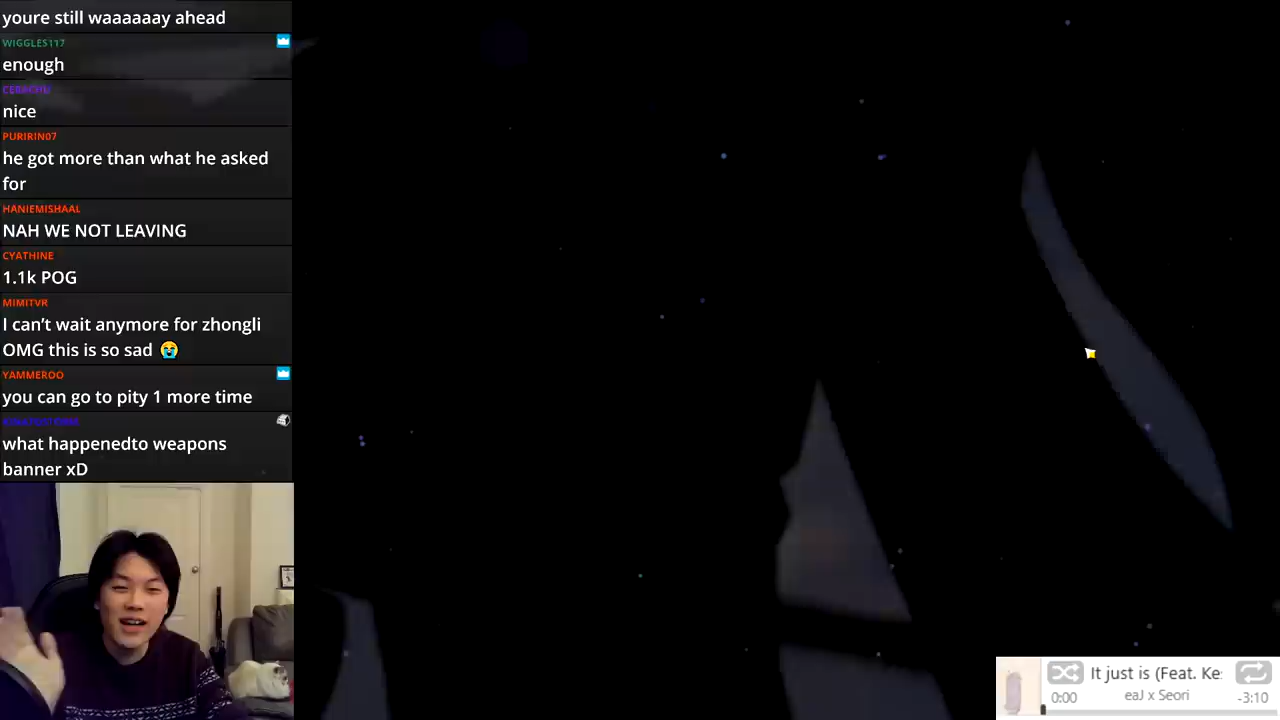 youre still waaaaaay ahead
WIGGLES117
enough
CERACHU
nice
PURIRIN07
he got more than what he asked
for
HANIEMISHAAL
NAH WE NOT LEAVING
CYATHINE
1.1k POG
MIMITVR
I can’t wait anymore for zhongli
OMG this is so sad 😭
YAMMEROO
you can go to pity 1 more time
what happenedto weapons
banner xD
It just is (Feat. Ke
eaJ x Seori
0:00
-3:10